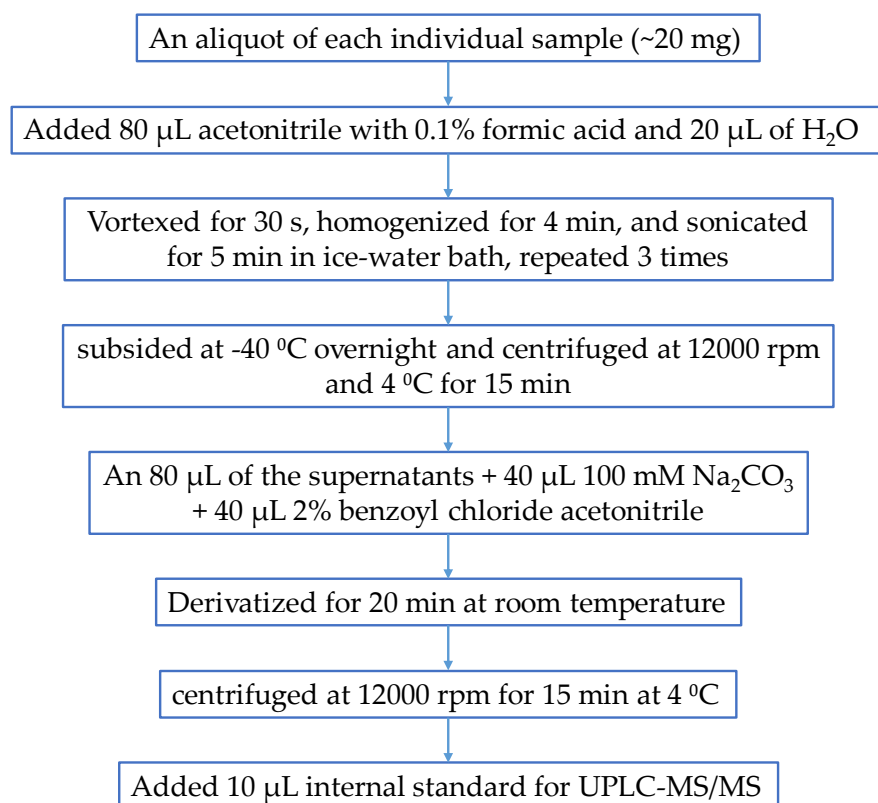 An aliquot of each individual sample (~20 mg)
Added 80 µL acetonitrile with 0.1% formic acid and 20 µL of H₂O
Vortexed for 30 s, homogenized for 4 min, and sonicated
for 5 min in ice-water bath, repeated 3 times
subsided at -40 ⁰C overnight and centrifuged at 12000 rpm
and 4 ⁰C for 15 min
An 80 µL of the supernatants + 40 µL 100 mM Na₂CO₃
+ 40 µL 2% benzoyl chloride acetonitrile
Derivatized for 20 min at room temperature
centrifuged at 12000 rpm for 15 min at 4 ⁰C
Added 10 µL internal standard for UPLC-MS/MS